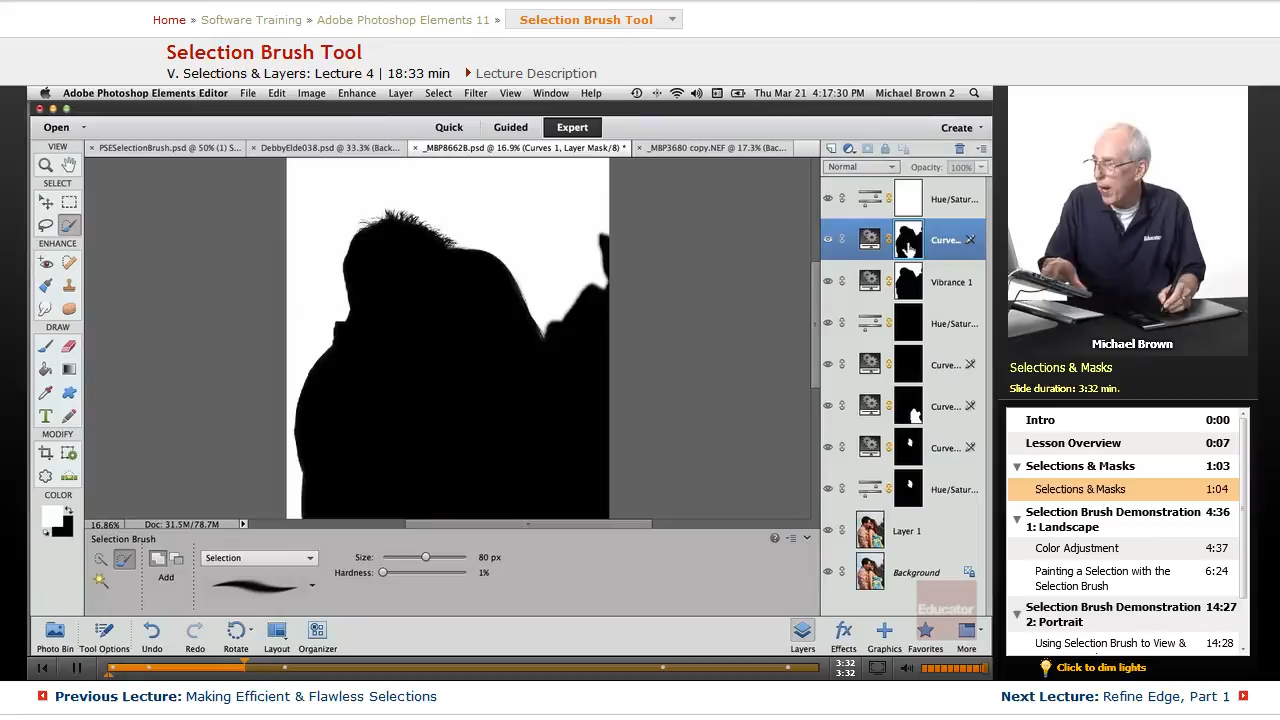 Home » Software Training » Adobe Photoshop Elements 11 » Selection Brush Tool
Selection Brush Tool
V. Selections & Layers: Lecture 4 | 18:33 min Lecture Description
Adobe Photoshop Elements Editor File Edit Image Enhance Layer Select Filter View Window Help Thu Mar 21 4:17:30 PM Michael Brown 2
Open Quick Guided Expert Create
VIEW
PSESelectionBrush.psd @ 50% (1) S... DebbyElde038.psd @ 33.3% (Back... _MBP8662B.psd @ 16.9% (Curves 1, Layer Mask/8) * _MBP3680 copy.NEF @ 17.3% (Bac...
Normal Opacity: 100%
SELECT
ENHANCE
DRAW
MODIFY
COLOR
Hue/Satur...
Curve...
Vibrance 1
Hue/Satur...
Curve...
Curve...
Curve...
Hue/Satur...
Layer 1
Background
16.86% Doc: 31.5M/78.7M
Selection Brush
Selection
Add
Size: 80 px
Hardness: 1%
Educator
Photo Bin Tool Options Undo Redo Rotate Layout Organizer Layers Effects Graphics Favorites More
3:32
3:32
Michael Brown
Selections & Masks
Slide duration: 3:32 min.
Intro 0:00
Lesson Overview 0:07
Selections & Masks 1:03
Selections & Masks 1:04
Selection Brush Demonstration 4:36
1: Landscape
Color Adjustment 4:37
Painting a Selection with the 6:24
Selection Brush
Selection Brush Demonstration 14:27
2: Portrait
Using Selection Brush to View & 14:28
Click to dim lights
Previous Lecture: Making Efficient & Flawless Selections
Next Lecture: Refine Edge, Part 1